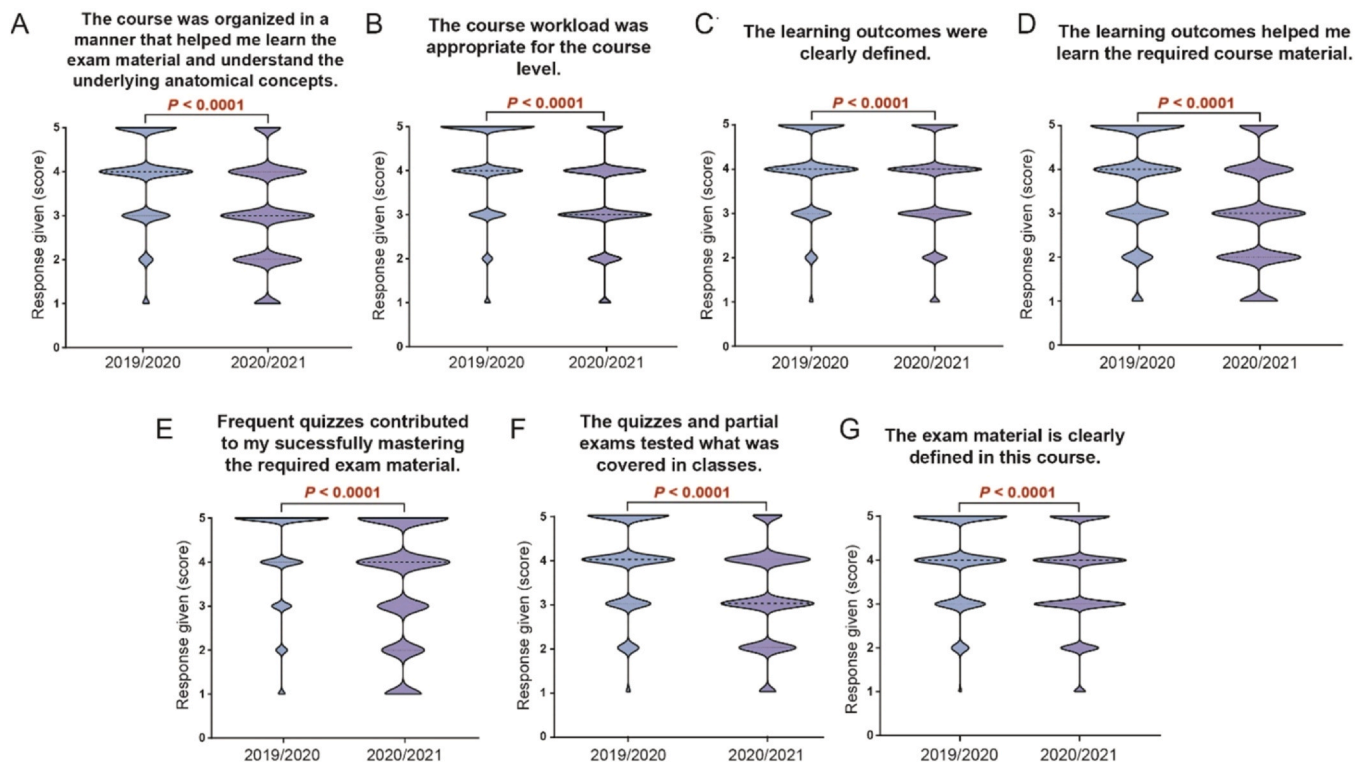 A
The course was organized in a
manner that helped me learn the
exam material and understand the
underlying anatomical concepts.
P < 0.0001
Response given (score)
5
4
3
2
1
0
2019/2020 2020/2021
B
The course workload was
appropriate for the course
level.
P < 0.0001
Response given (score)
5
4
3
2
1
0
2019/2020 2020/2021
C
The learning outcomes were
clearly defined.
P < 0.0001
Response given (score)
5
4
3
2
1
0
2019/2020 2020/2021
D
The learning outcomes helped me
learn the required course material.
P < 0.0001
Response given (score)
5
4
3
2
1
0
2019/2020 2020/2021
E
Frequent quizzes contributed
to my sucessfully mastering
the required exam material.
P < 0.0001
Response given (score)
5
4
3
2
1
0
2019/2020 2020/2021
F
The quizzes and partial
exams tested what was
covered in classes.
P < 0.0001
Response given (score)
5
4
3
2
1
0
2019/2020 2020/2021
G
The exam material is clearly
defined in this course.
P < 0.0001
Response given (score)
5
4
3
2
1
0
2019/2020 2020/2021